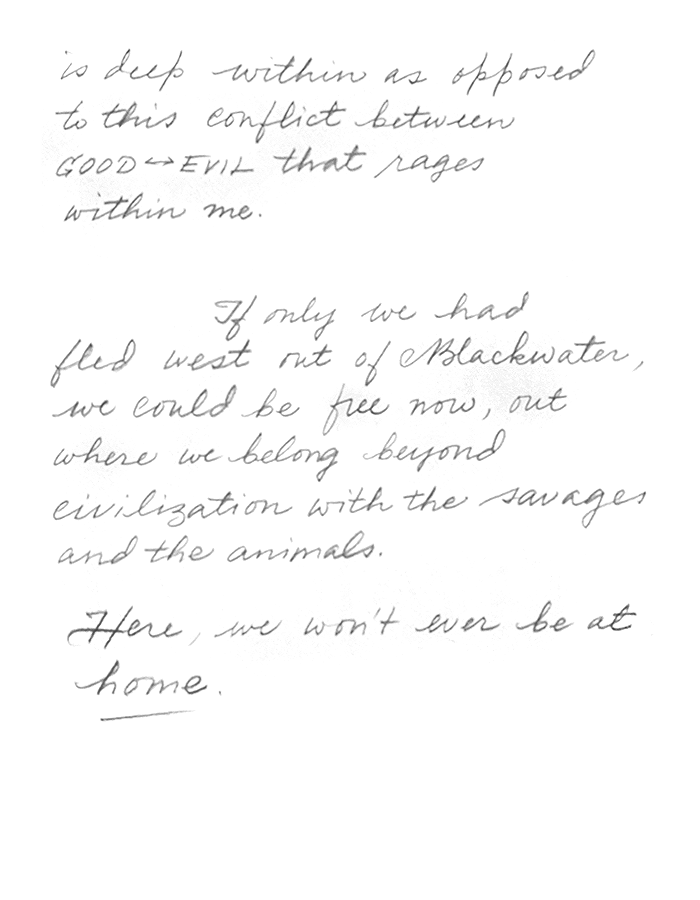 is deep within as opposed
to this conflict between
GOOD↔EVIL that rages
within me.
If only we had
fled west out of Blackwater,
we could be free now, out
where we belong beyond
civilization with the savages
and the animals.
Here, we won't ever be at
home.